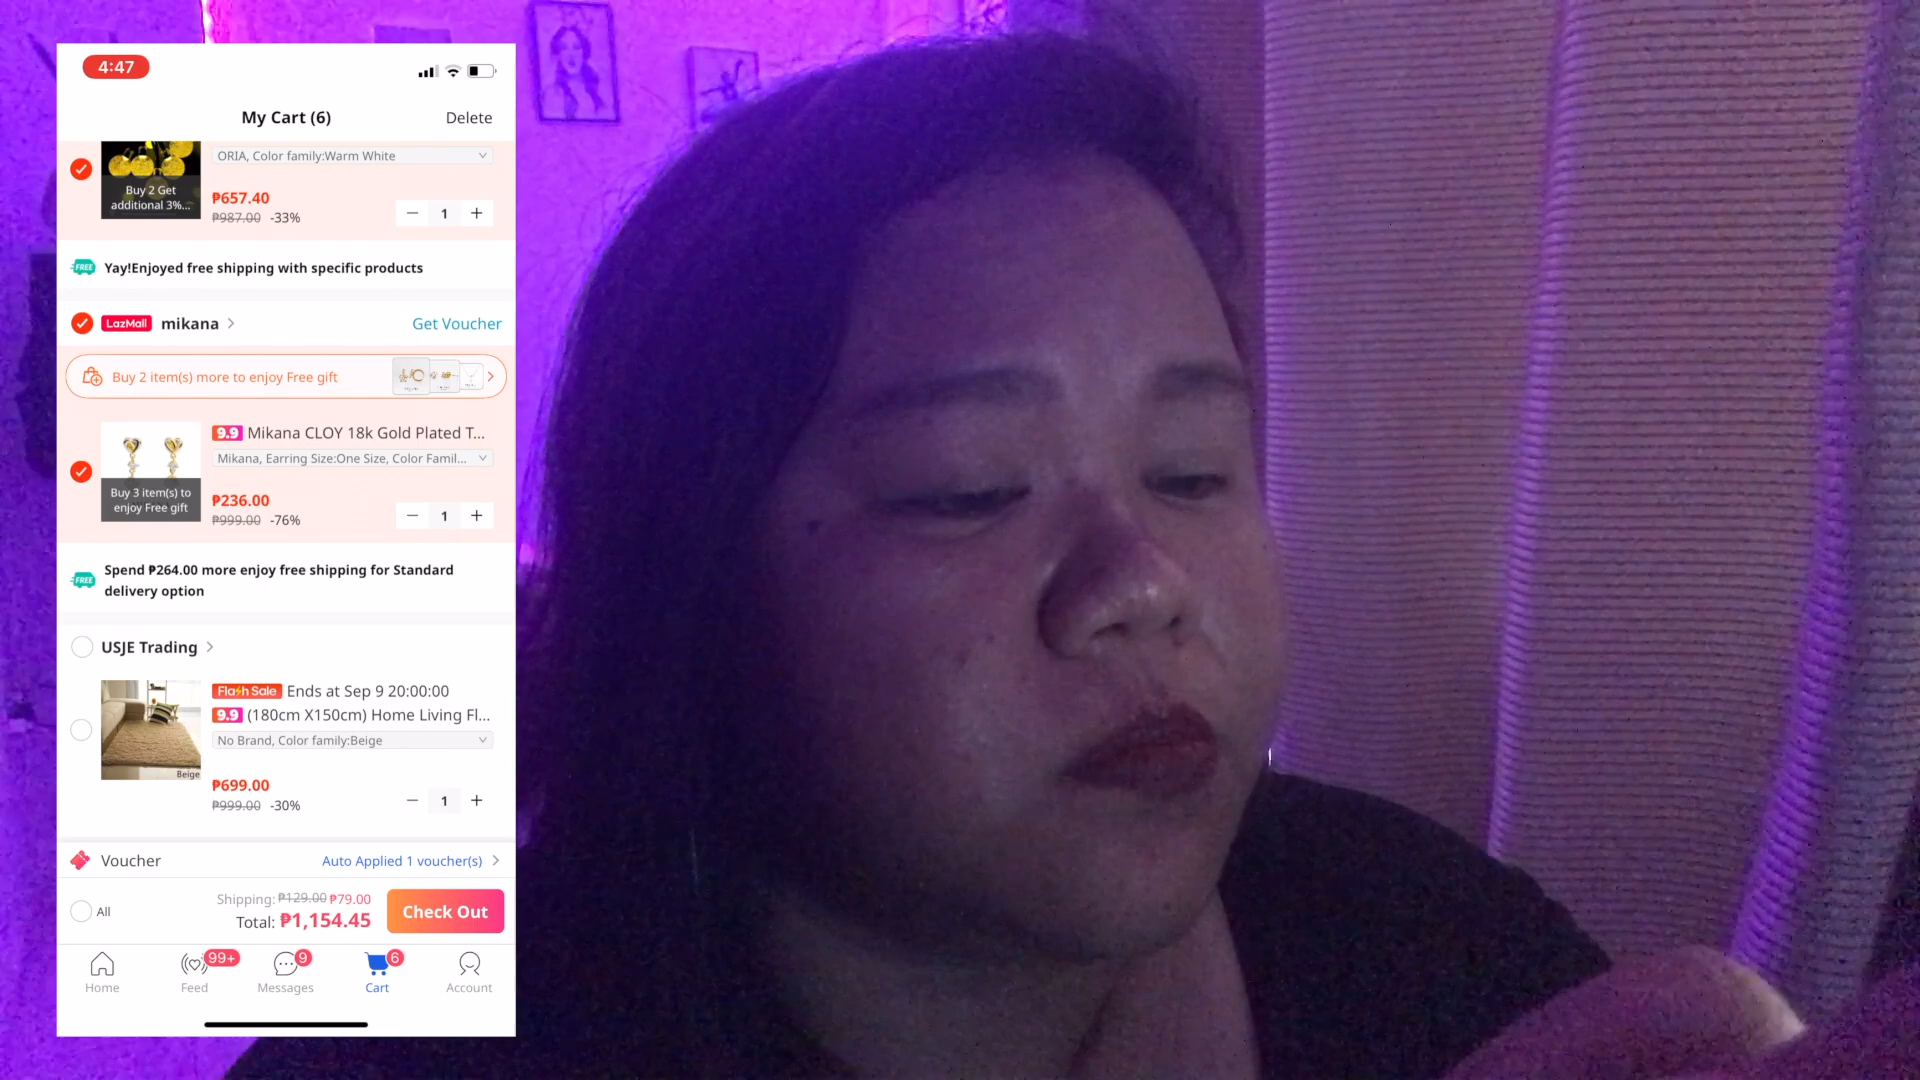 4:47
My Cart (6)
Delete
ORIA, Color family:Warm White
Buy 2 Get
additional 3%...
₱657.40
₱987.00 -33%
1
FREE
Yay!Enjoyed free shipping with specific products
LazMall mikana
Get Voucher
Buy 2 item(s) more to enjoy Free gift
9.9 Mikana CLOY 18k Gold Plated T...
Mikana, Earring Size:One Size, Color Famil...
Buy 3 item(s) to
enjoy Free gift
₱236.00
₱999.00 -76%
1
FREE
Spend ₱264.00 more enjoy free shipping for Standard
delivery option
USJE Trading
Flash Sale Ends at Sep 9 20:00:00
9.9 (180cm X150cm) Home Living Fl...
No Brand, Color family:Beige
Beige
₱699.00
₱999.00 -30%
1
Voucher
Auto Applied 1 voucher(s)
All
Shipping: ₱129.00 ₱79.00
Total: ₱1,154.45
Check Out
99+
9
6
Home
Feed
Messages
Cart
Account